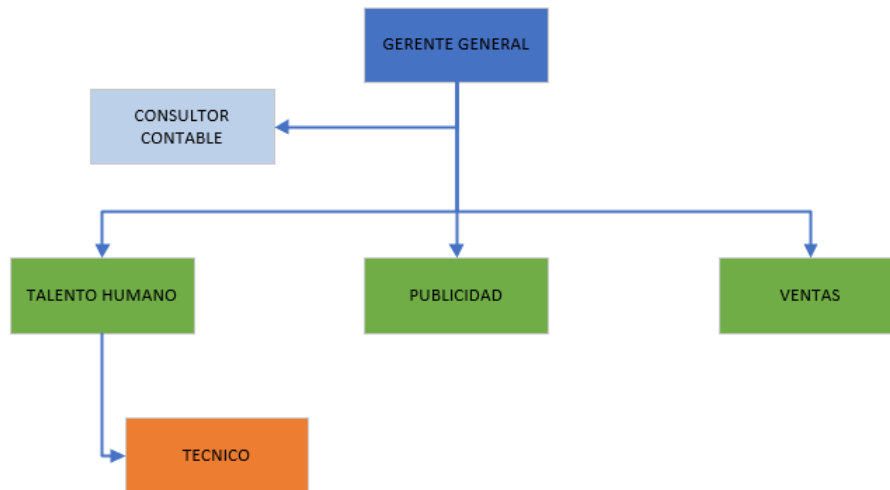 GERENTE GENERAL
CONSULTOR
CONTABLE
TALENTO HUMANO
PUBLICIDAD
VENTAS
TECNICO